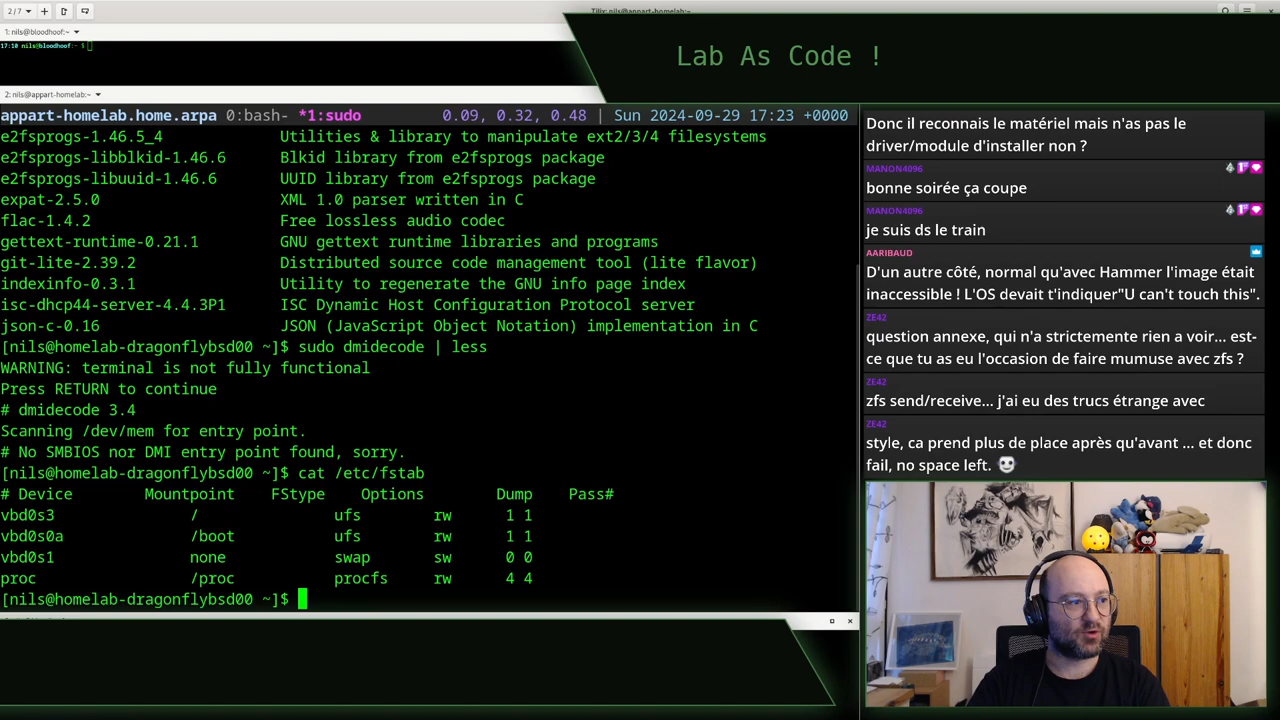 2 / 7
Tilix: nils@appart-homelab:~
1: nils@bloodhoof:~
17:10 nils@bloodhoof:~ $
Lab As Code !
2: nils@appart-homelab:~
appart-homelab.home.arpa 0:bash- *1:sudo 0.09, 0.32, 0.48 | Sun 2024-09-29 17:23 +0000
e2fsprogs-1.46.5_4 Utilities & library to manipulate ext2/3/4 filesystems
e2fsprogs-libblkid-1.46.6 Blkid library from e2fsprogs package
e2fsprogs-libuuid-1.46.6 UUID library from e2fsprogs package
expat-2.5.0 XML 1.0 parser written in C
flac-1.4.2 Free lossless audio codec
gettext-runtime-0.21.1 GNU gettext runtime libraries and programs
git-lite-2.39.2 Distributed source code management tool (lite flavor)
indexinfo-0.3.1 Utility to regenerate the GNU info page index
isc-dhcp44-server-4.4.3P1 ISC Dynamic Host Configuration Protocol server
json-c-0.16 JSON (JavaScript Object Notation) implementation in C
[nils@homelab-dragonflybsd00 ~]$ sudo dmidecode | less
WARNING: terminal is not fully functional
Press RETURN to continue
# dmidecode 3.4
Scanning /dev/mem for entry point.
# No SMBIOS nor DMI entry point found, sorry.
[nils@homelab-dragonflybsd00 ~]$ cat /etc/fstab
# Device Mountpoint FStype Options Dump Pass#
vbd0s3 / ufs rw 1 1
vbd0s0a /boot ufs rw 1 1
vbd0s1 none swap sw 0 0
proc /proc procfs rw 4 4
[nils@homelab-dragonflybsd00 ~]$
Donc il reconnais le matériel mais n'as pas le
driver/module d'installer non ?
MANON4096
bonne soirée ça coupe
MANON4096
je suis ds le train
AARIBAUD
D'un autre côté, normal qu'avec Hammer l'image était
inaccessible ! L'OS devait t'indiquer"U can't touch this".
ZE42
question annexe, qui n'a strictement rien a voir... est-
ce que tu as eu l'occasion de faire mumuse avec zfs ?
ZE42
zfs send/receive... j'ai eu des trucs étrange avec
ZE42
style, ca prend plus de place après qu'avant ... et donc
fail, no space left.